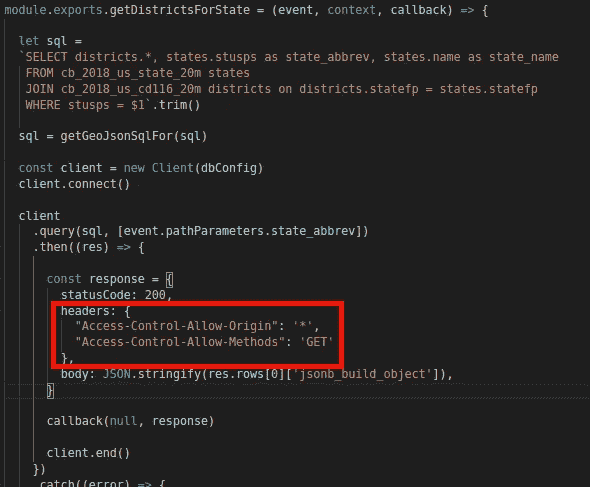 module.exports.getDistrictsForState = (event, context, callback) => {
let sql =
`SELECT districts.*, states.stusps as state_abbrev, states.name as state_name
FROM cb_2018_us_state_20m states
JOIN cb_2018_us_cd116_20m districts on districts.statefp = states.statefp
WHERE stusps = $1`.trim()
sql = getGeoJsonSqlFor(sql)
const client = new Client(dbConfig)
client.connect()
client
.query(sql, [event.pathParameters.state_abbrev])
.then((res) => {
const response = {
statusCode: 200,
headers: {
"Access-Control-Allow-Origin": '*',
"Access-Control-Allow-Methods": 'GET'
},
body: JSON.stringify(res.rows[0]['jsonb_build_object']),
}
callback(null, response)
client.end()
})
.catch((error) => {